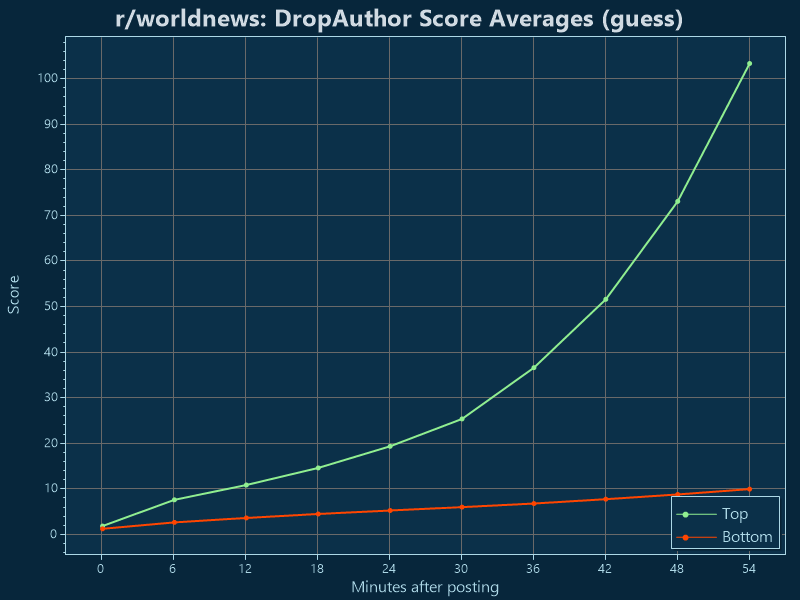 r/worldnews: DropAuthor Score Averages (guess)
100
90
80
70
60
50
40
30
20
10
0
Score
Top
Bottom
0 6 12 18 24 30 36 42 48 54
Minutes after posting